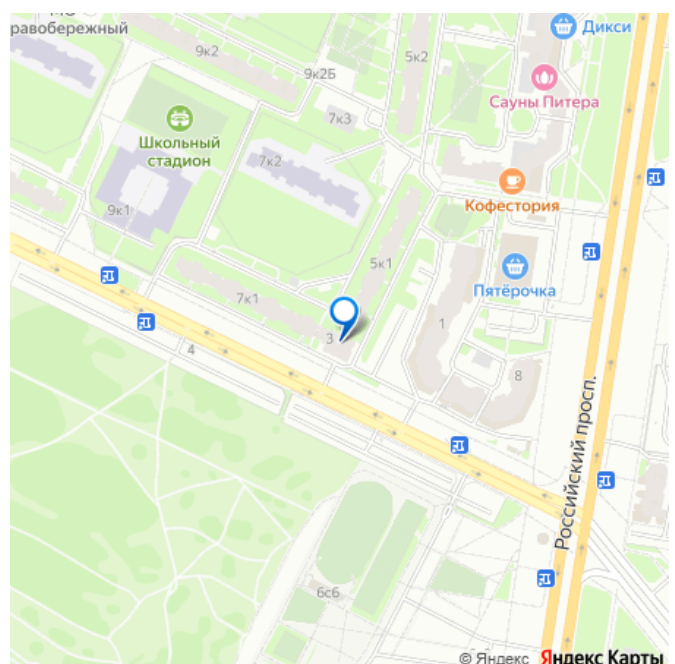 равобережный
Дикси
9к2
5к2
9к2Б
Сауны Питера
7к3
Школьный
стадион
7к2
Кофестория
9к1
5к1
Пятёрочка
7к1
3
1
4
8
Российский просп.
6с6
© Яндекс Яндекс Карты